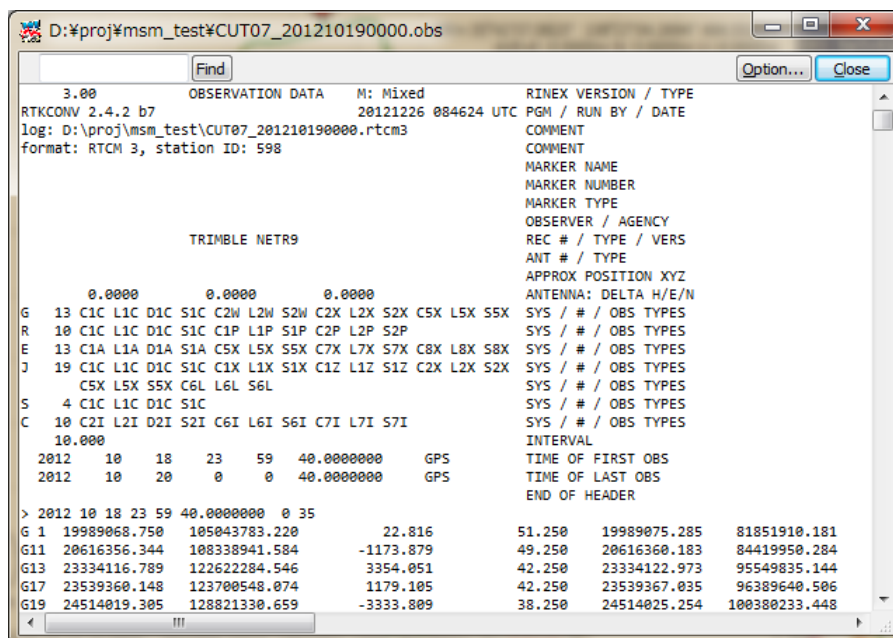 D:¥proj¥msm_test¥CUT07_201210190000.obs
Find Option... Close
3.00 OBSERVATION DATA M: Mixed RINEX VERSION / TYPE
RTKCONV 2.4.2 b7 20121226 084624 UTC PGM / RUN BY / DATE
log: D:\proj\msm_test\CUT07_201210190000.rtcm3 COMMENT
format: RTCM 3, station ID: 598 COMMENT
MARKER NAME
MARKER NUMBER
MARKER TYPE
OBSERVER / AGENCY
TRIMBLE NETR9 REC # / TYPE / VERS
ANT # / TYPE
APPROX POSITION XYZ
0.0000 0.0000 0.0000 ANTENNA: DELTA H/E/N
G 13 C1C L1C D1C S1C C2W L2W S2W C2X L2X S2X C5X L5X S5X SYS / # / OBS TYPES
R 10 C1C L1C D1C S1C C1P L1P S1P C2P L2P S2P SYS / # / OBS TYPES
E 13 C1A L1A D1A S1A C5X L5X S5X C7X L7X S7X C8X L8X S8X SYS / # / OBS TYPES
J 19 C1C L1C D1C S1C C1X L1X S1X C1Z L1Z S1Z C2X L2X S2X SYS / # / OBS TYPES
C5X L5X S5X C6L L6L S6L SYS / # / OBS TYPES
S 4 C1C L1C D1C S1C SYS / # / OBS TYPES
C 10 C2I L2I D2I S2I C6I L6I S6I C7I L7I S7I SYS / # / OBS TYPES
10.000 INTERVAL
2012 10 18 23 59 40.0000000 GPS TIME OF FIRST OBS
2012 10 20 0 0 40.0000000 GPS TIME OF LAST OBS
END OF HEADER
> 2012 10 18 23 59 40.0000000 0 35
G 1 19989068.750 105043783.220 22.816 51.250 19989075.285 81851910.181
G11 20616356.344 108338941.584 -1173.879 49.250 20616360.183 84419950.284
G13 23334116.789 122622284.546 3354.051 42.250 23334122.973 95549835.144
G17 23539360.148 123700548.074 1179.105 42.250 23539367.035 96389640.506
G19 24514019.305 128821330.659 -3333.809 38.250 24514025.254 100380233.448